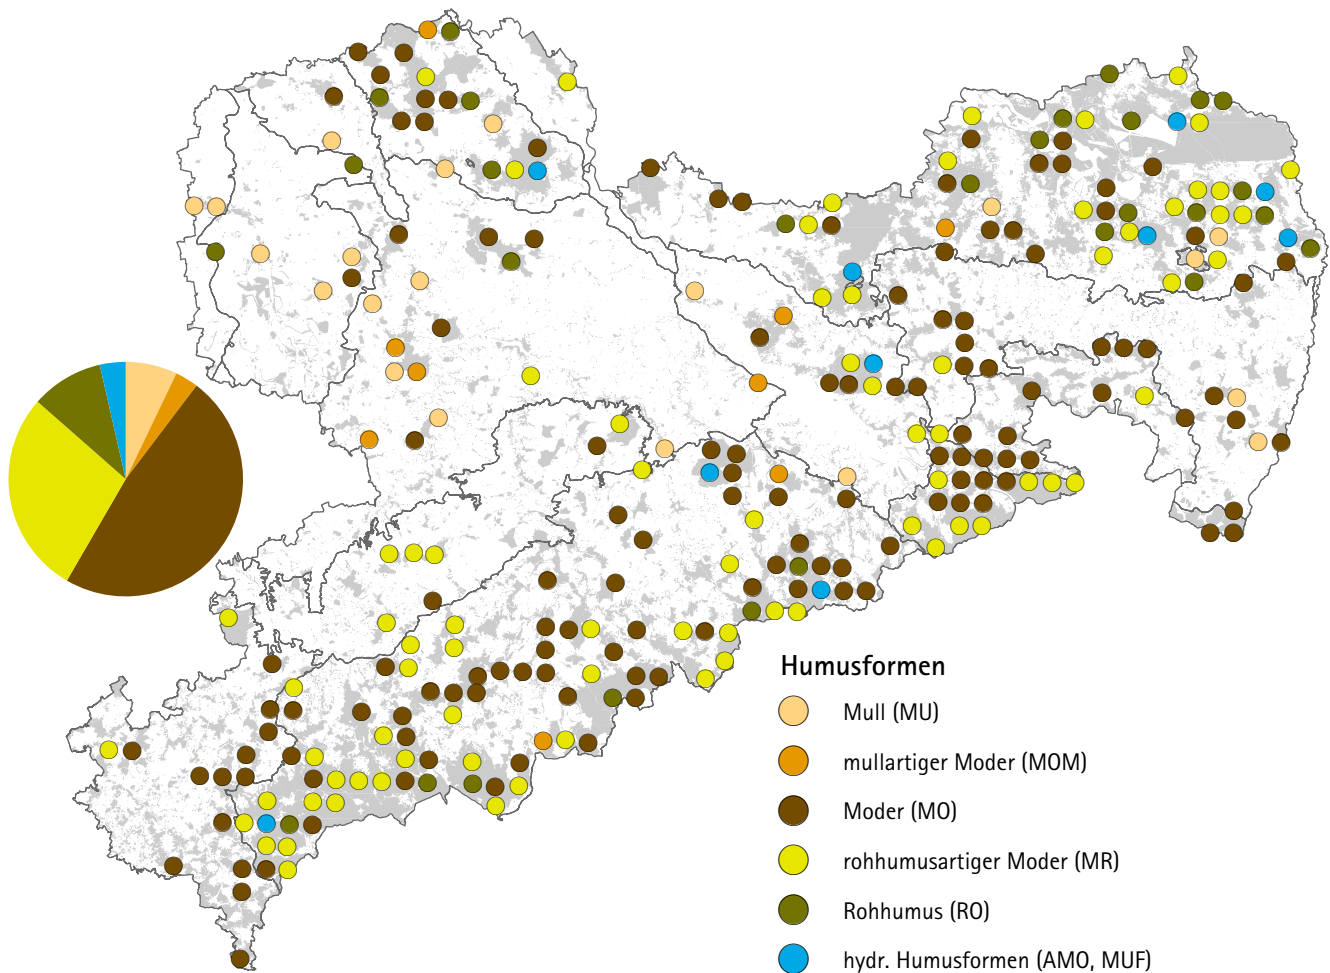 Humusformen
Mull (MU)
mullartiger Moder (MOM)
Moder (MO)
rohhumusartiger Moder (MR)
Rohhumus (RO)
hydr. Humusformen (AMO, MUF)